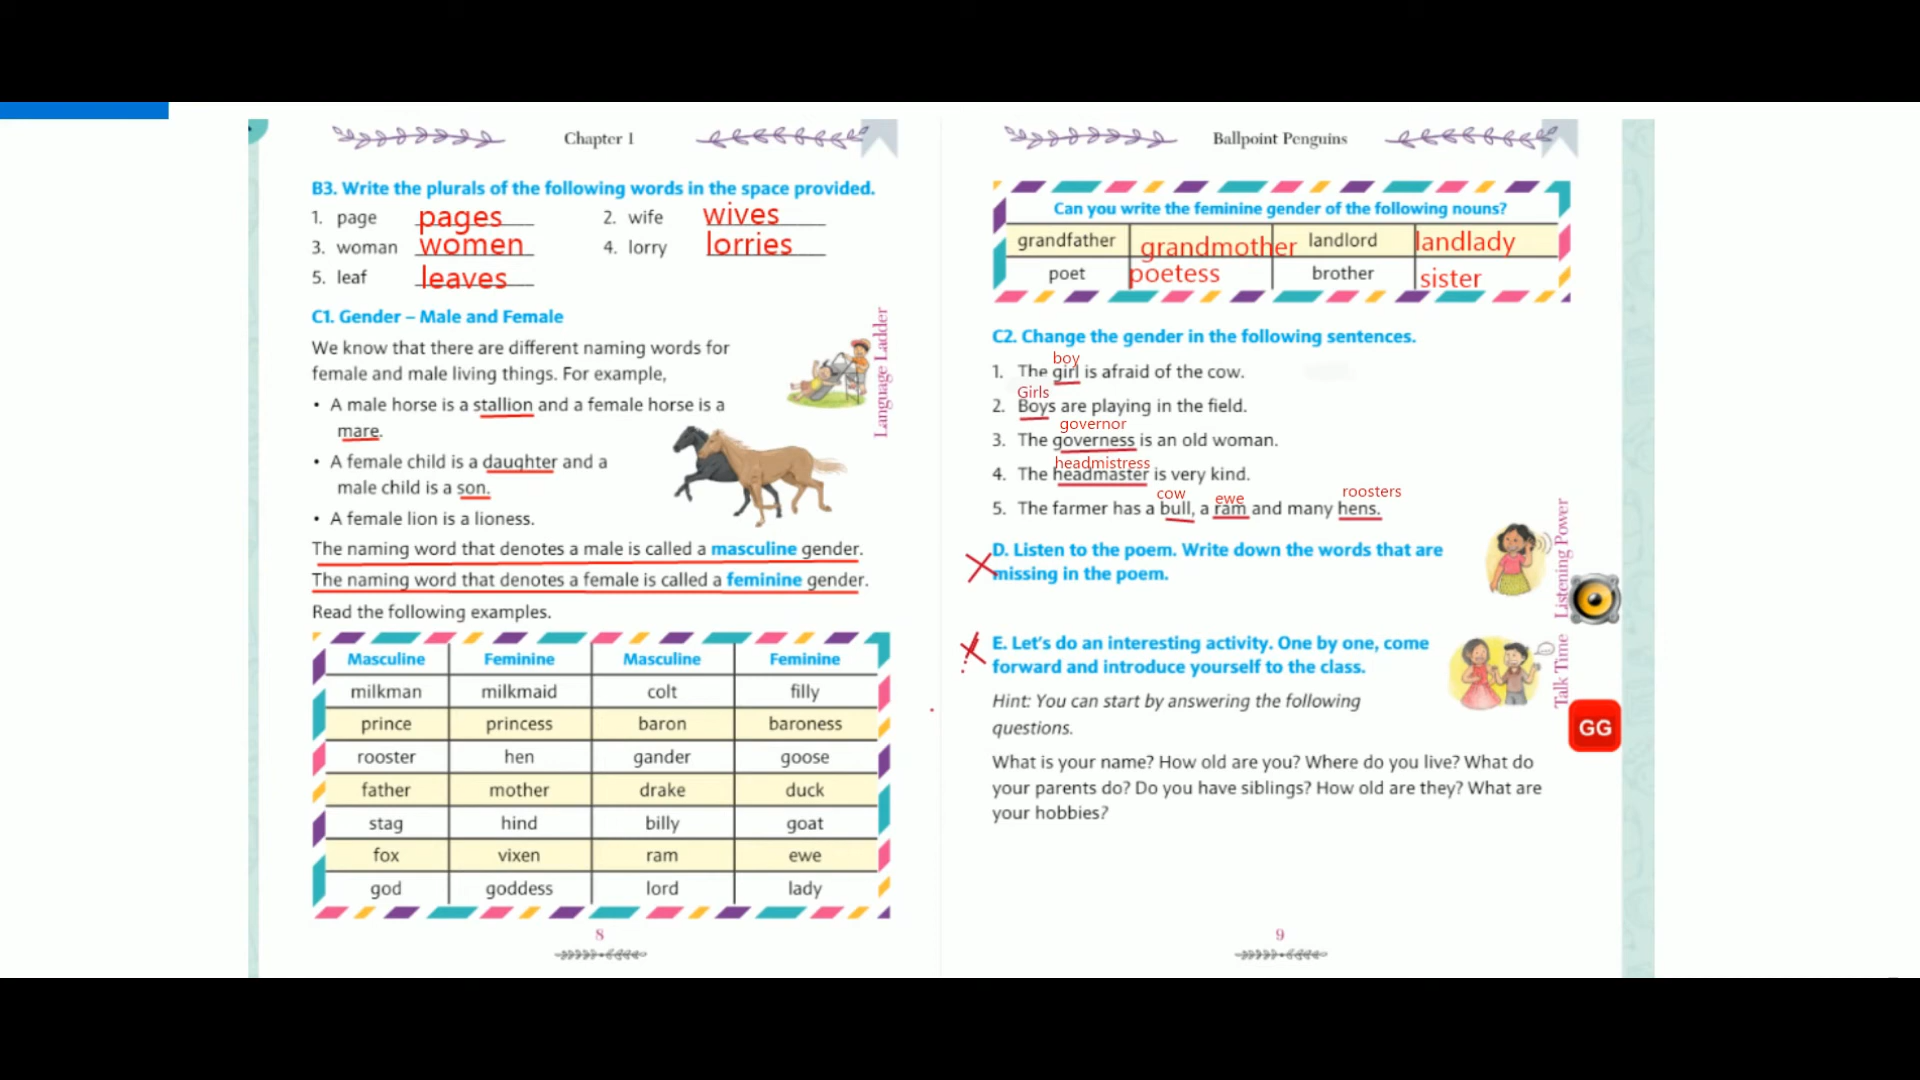 Chapter 1
B3. Write the plurals of the following words in the space provided.
1. page pages 2. wife wives
3. woman women 4. lorry lorries
5. leaf leaves
C1. Gender – Male and Female
We know that there are different naming words for
female and male living things. For example,
• A male horse is a stallion and a female horse is a
mare.
• A female child is a daughter and a
male child is a son.
• A female lion is a lioness.
The naming word that denotes a male is called a masculine gender.
The naming word that denotes a female is called a feminine gender.
Read the following examples.
Language Ladder
Masculine Feminine Masculine Feminine
milkman milkmaid colt filly
prince princess baron baroness
rooster hen gander goose
father mother drake duck
stag hind billy goat
fox vixen ram ewe
god goddess lord lady
8
Ballpoint Penguins
Can you write the feminine gender of the following nouns?
grandfather grandmother landlord landlady
poet poetess brother sister
C2. Change the gender in the following sentences.
boy
1. The girl is afraid of the cow.
Girls
2. Boys are playing in the field.
governor
3. The governess is an old woman.
headmistress
4. The headmaster is very kind.
cow ewe roosters
5. The farmer has a bull, a ram and many hens.
D. Listen to the poem. Write down the words that are
missing in the poem.
Listening Power
E. Let's do an interesting activity. One by one, come
forward and introduce yourself to the class.
Talk Time
Hint: You can start by answering the following
questions.
GG
What is your name? How old are you? Where do you live? What do
your parents do? Do you have siblings? How old are they? What are
your hobbies?
9